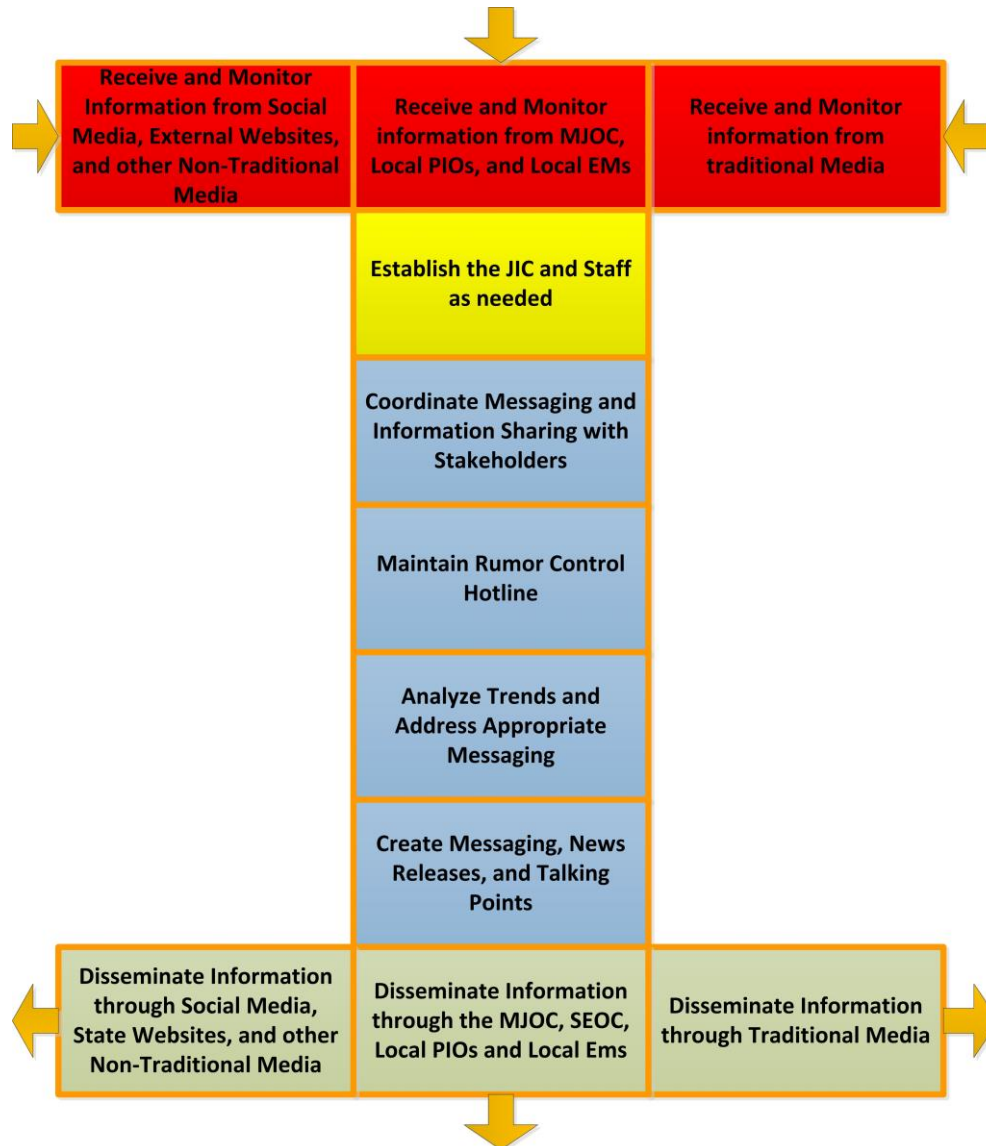 Receive and Monitor
Information from Social
Media, External Websites,
and other Non-Traditional
Media
Receive and Monitor
information from MJOC,
Local PIOs, and Local EMs
Receive and Monitor
information from
traditional Media
Establish the JIC and Staff
as needed
Coordinate Messaging and
Information Sharing with
Stakeholders
Maintain Rumor Control
Hotline
Analyze Trends and
Address Appropriate
Messaging
Create Messaging, News
Releases, and Talking
Points
Disseminate Information
through Social Media,
State Websites, and other
Non-Traditional Media
Disseminate Information
through the MJOC, SEOC,
Local PIOs and Local Ems
Disseminate Information
through Traditional Media